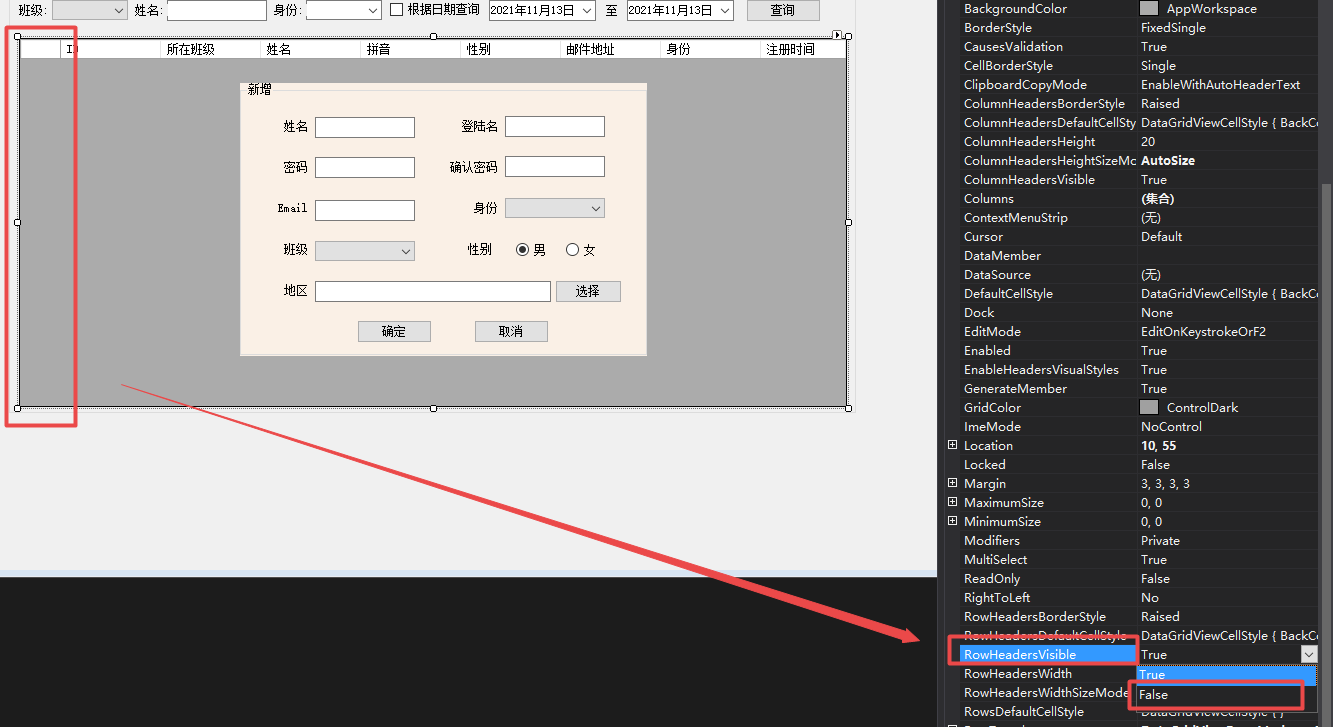 班级: 姓名: 身份: 根据日期查询 2021年11月13日 至 2021年11月13日 查询
ID 所在班级 姓名 拼音 性别 邮件地址 身份 注册时间
新增
姓名 登陆名
密码 确认密码
Email 身份
班级 性别 男 女
地区 选择
确定 取消
BackgroundColor AppWorkspace
BorderStyle FixedSingle
CausesValidation True
CellBorderStyle Single
ClipboardCopyMode EnableWithAutoHeaderText
ColumnHeadersBorderStyle Raised
ColumnHeadersDefaultCellSty DataGridViewCellStyle { BackCo
ColumnHeadersHeight 20
ColumnHeadersHeightSizeMo AutoSize
ColumnHeadersVisible True
Columns (集合)
ContextMenuStrip (无)
Cursor Default
DataMember
DataSource (无)
DefaultCellStyle DataGridViewCellStyle { BackCo
Dock None
EditMode EditOnKeystrokeOrF2
Enabled True
EnableHeadersVisualStyles True
GenerateMember True
GridColor ControlDark
ImeMode NoControl
Location 10, 55
Locked False
Margin 3, 3, 3, 3
MaximumSize 0, 0
MinimumSize 0, 0
Modifiers Private
MultiSelect True
ReadOnly False
RightToLeft No
RowHeadersBorderStyle Raised
RowHeadersDefaultCellStyle DataGridViewCellStyle { BackCo
RowHeadersVisible True
RowHeadersWidth True
RowHeadersWidthSizeMode False
RowsDefaultCellStyle DataGridViewCellStyle { }